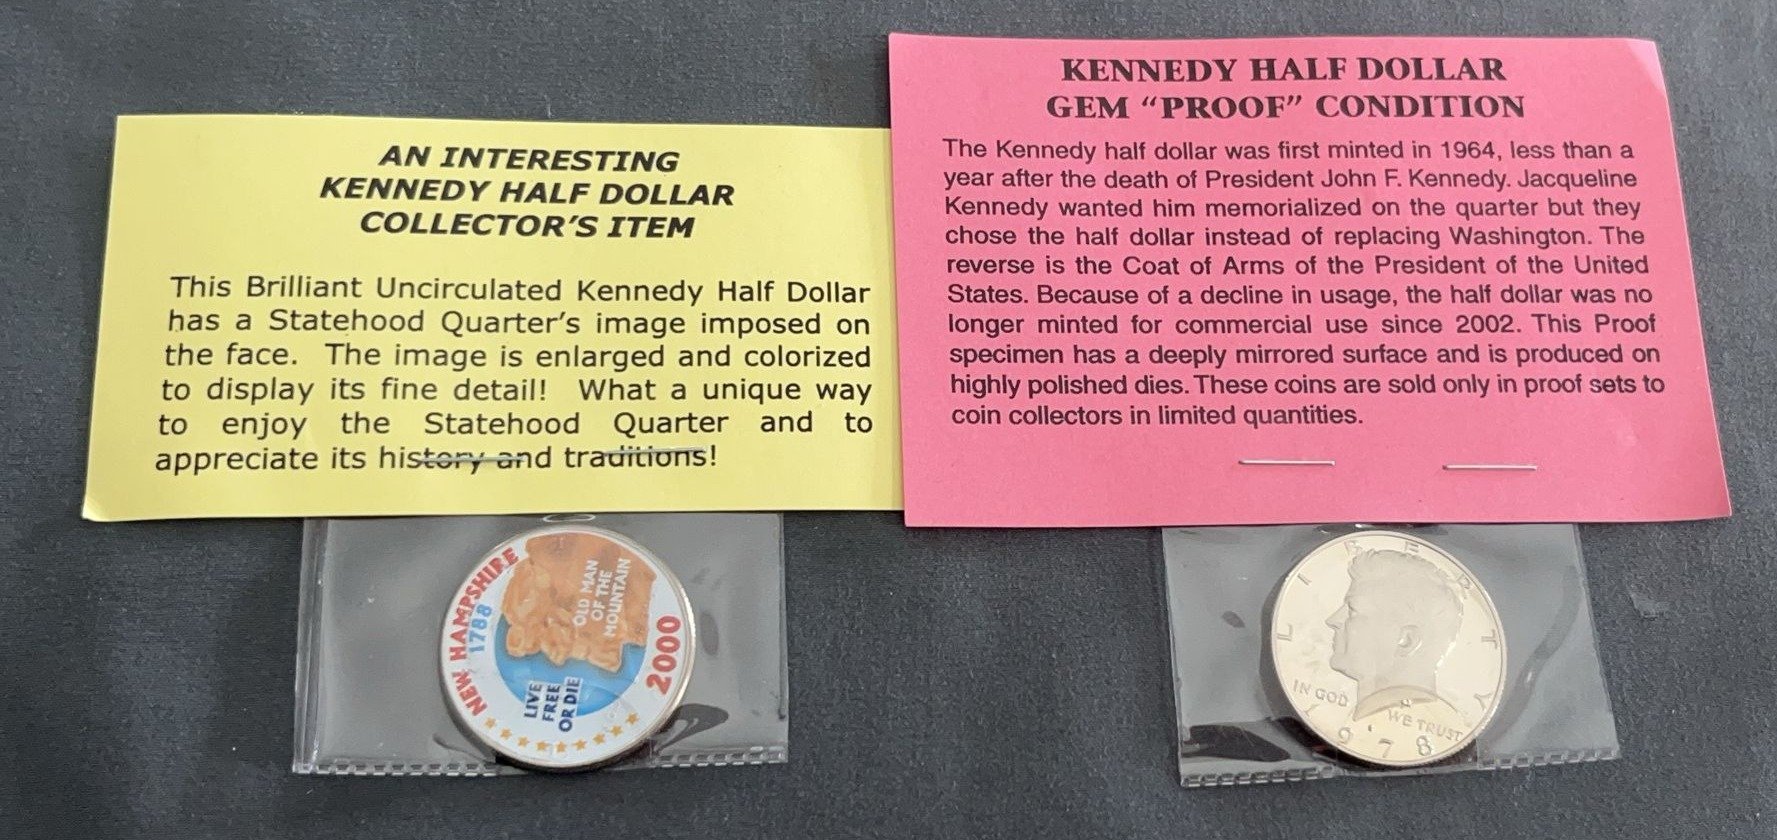 AN INTERESTING
KENNEDY HALF DOLLAR
COLLECTOR'S ITEM
This Brilliant Uncirculated Kennedy Half Dollar
has a Statehood Quarter's image imposed on
the face. The image is enlarged and colorized
to display its fine detail! What a unique way
to enjoy the Statehood Quarter and to
appreciate its history and traditions!
KENNEDY HALF DOLLAR
GEM “PROOF” CONDITION
The Kennedy half dollar was first minted in 1964, less than a
year after the death of President John F. Kennedy. Jacqueline
Kennedy wanted him memorialized on the quarter but they
chose the half dollar instead of replacing Washington. The
reverse is the Coat of Arms of the President of the United
States. Because of a decline in usage, the half dollar was no
longer minted for commercial use since 2002. This Proof
specimen has a deeply mirrored surface and is produced on
highly polished dies. These coins are sold only in proof sets to
coin collectors in limited quantities.
NEW HAMPSHIRE
1788
OLD MAN
OF THE
MOUNTAIN
LIVE
FREE
OR DIE
2000
LIBERTY
IN GOD WE TRUST
1978